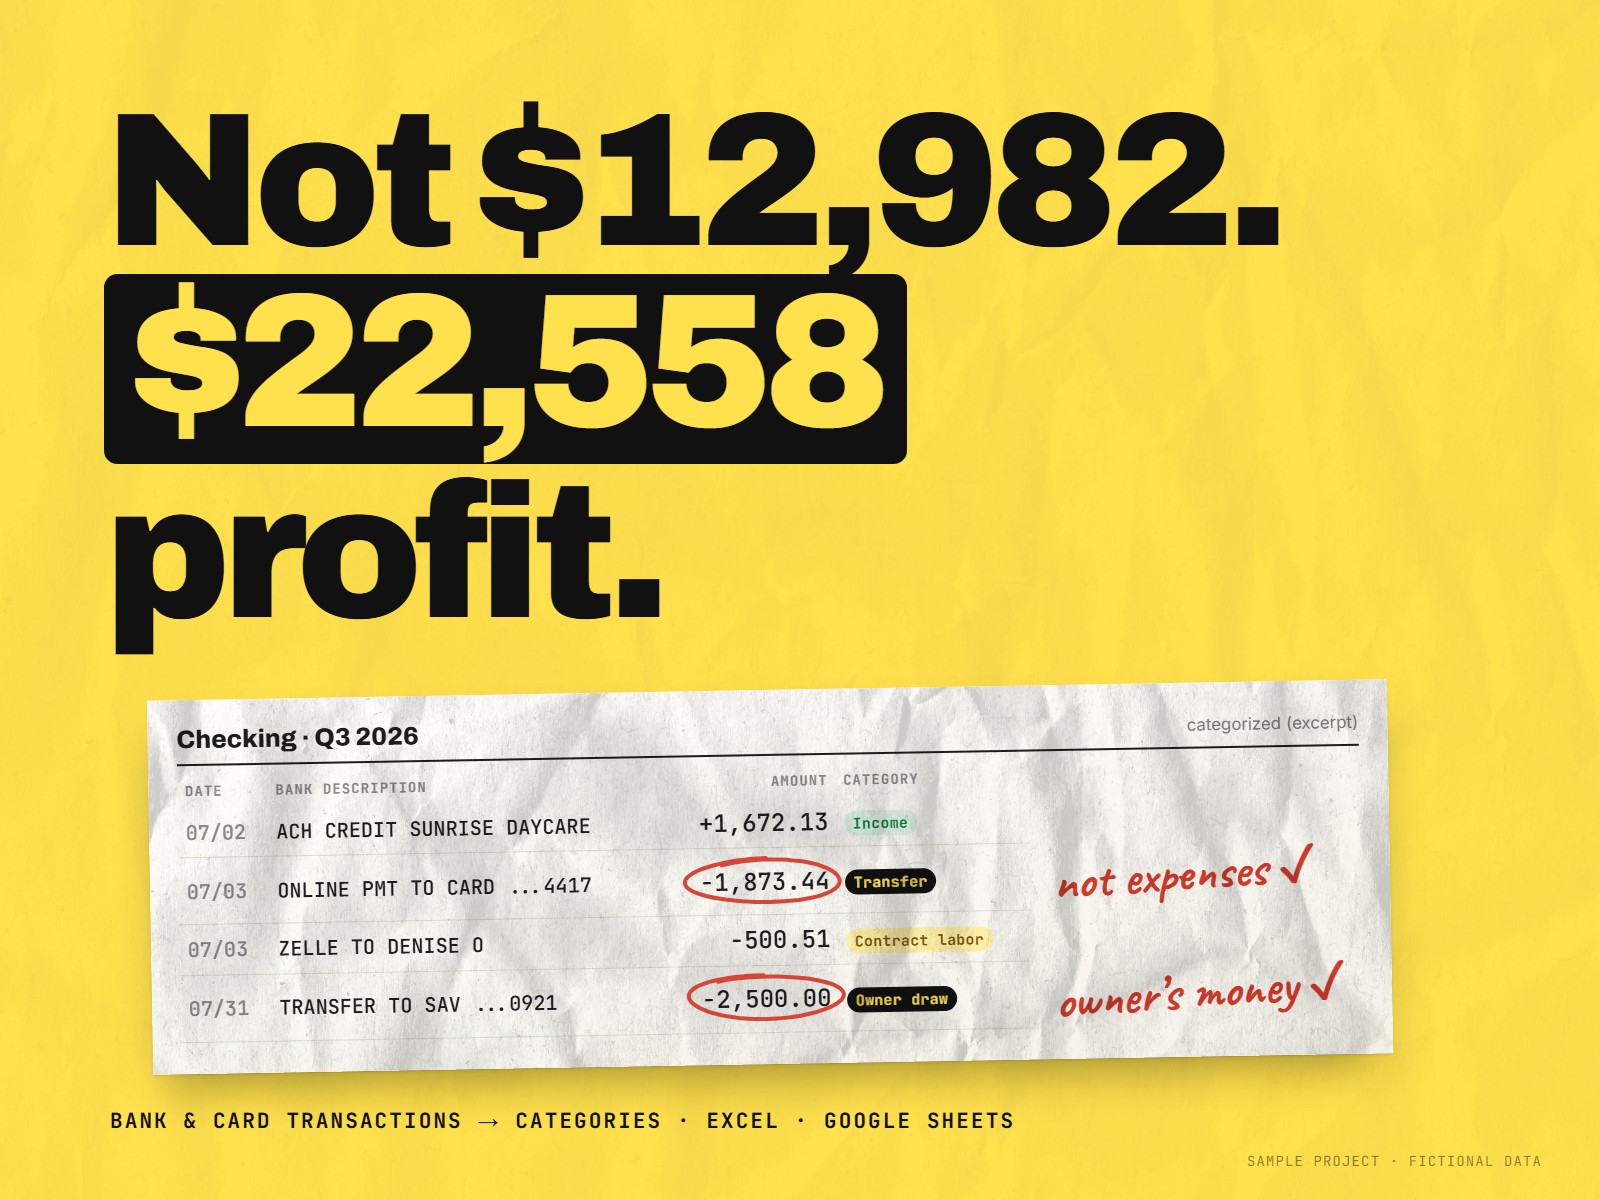 Not $12,982.
$22,558
profit.
Checking · Q3 2026 categorized (excerpt)
DATE BANK DESCRIPTION AMOUNT CATEGORY
07/02 ACH CREDIT SUNRISE DAYCARE +1,672.13 Income
07/03 ONLINE PMT TO CARD ...4417 -1,873.44 Transfer not expenses ✓
07/03 ZELLE TO DENISE O -500.51 Contract labor
07/31 TRANSFER TO SAV ...0921 -2,500.00 Owner draw owner's money ✓
BANK & CARD TRANSACTIONS → CATEGORIES · EXCEL · GOOGLE SHEETS
SAMPLE PROJECT · FICTIONAL DATA